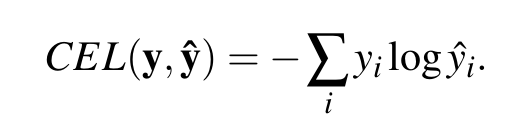 CEL(y, ŷ) = −∑ᵢ yᵢ log ŷᵢ.